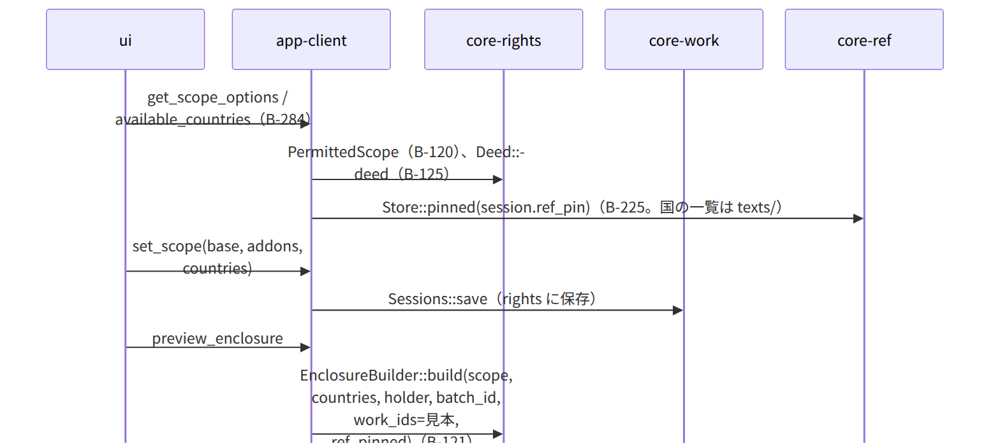 ui
app-client
core-rights
core-work
core-ref
get_scope_options /
available_countries（B-284）
PermittedScope（B-120）、Deed::-
deed（B-125）
Store::pinned(session.ref_pin)（B-225。国の一覧は texts/）
set_scope(base, addons,
countries)
Sessions::save（rights に保存）
preview_enclosure
EnclosureBuilder::build(scope,
countries, holder, batch_id,
work_ids=見本,
ref_pinned)（B-121）